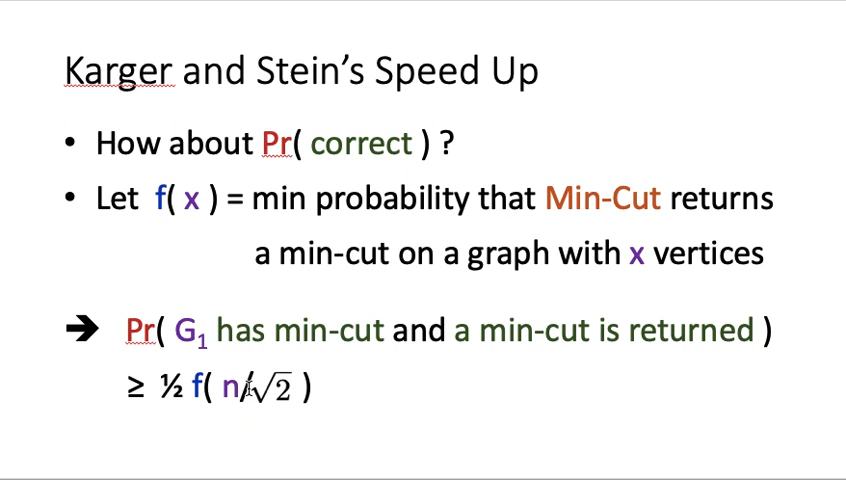 Karger and Stein's Speed Up
• How about Pr( correct ) ?
• Let f( x ) = min probability that Min-Cut returns
a min-cut on a graph with x vertices
➔ Pr( G₁ has min-cut and a min-cut is returned )
≥ ½ f( n/√2 )